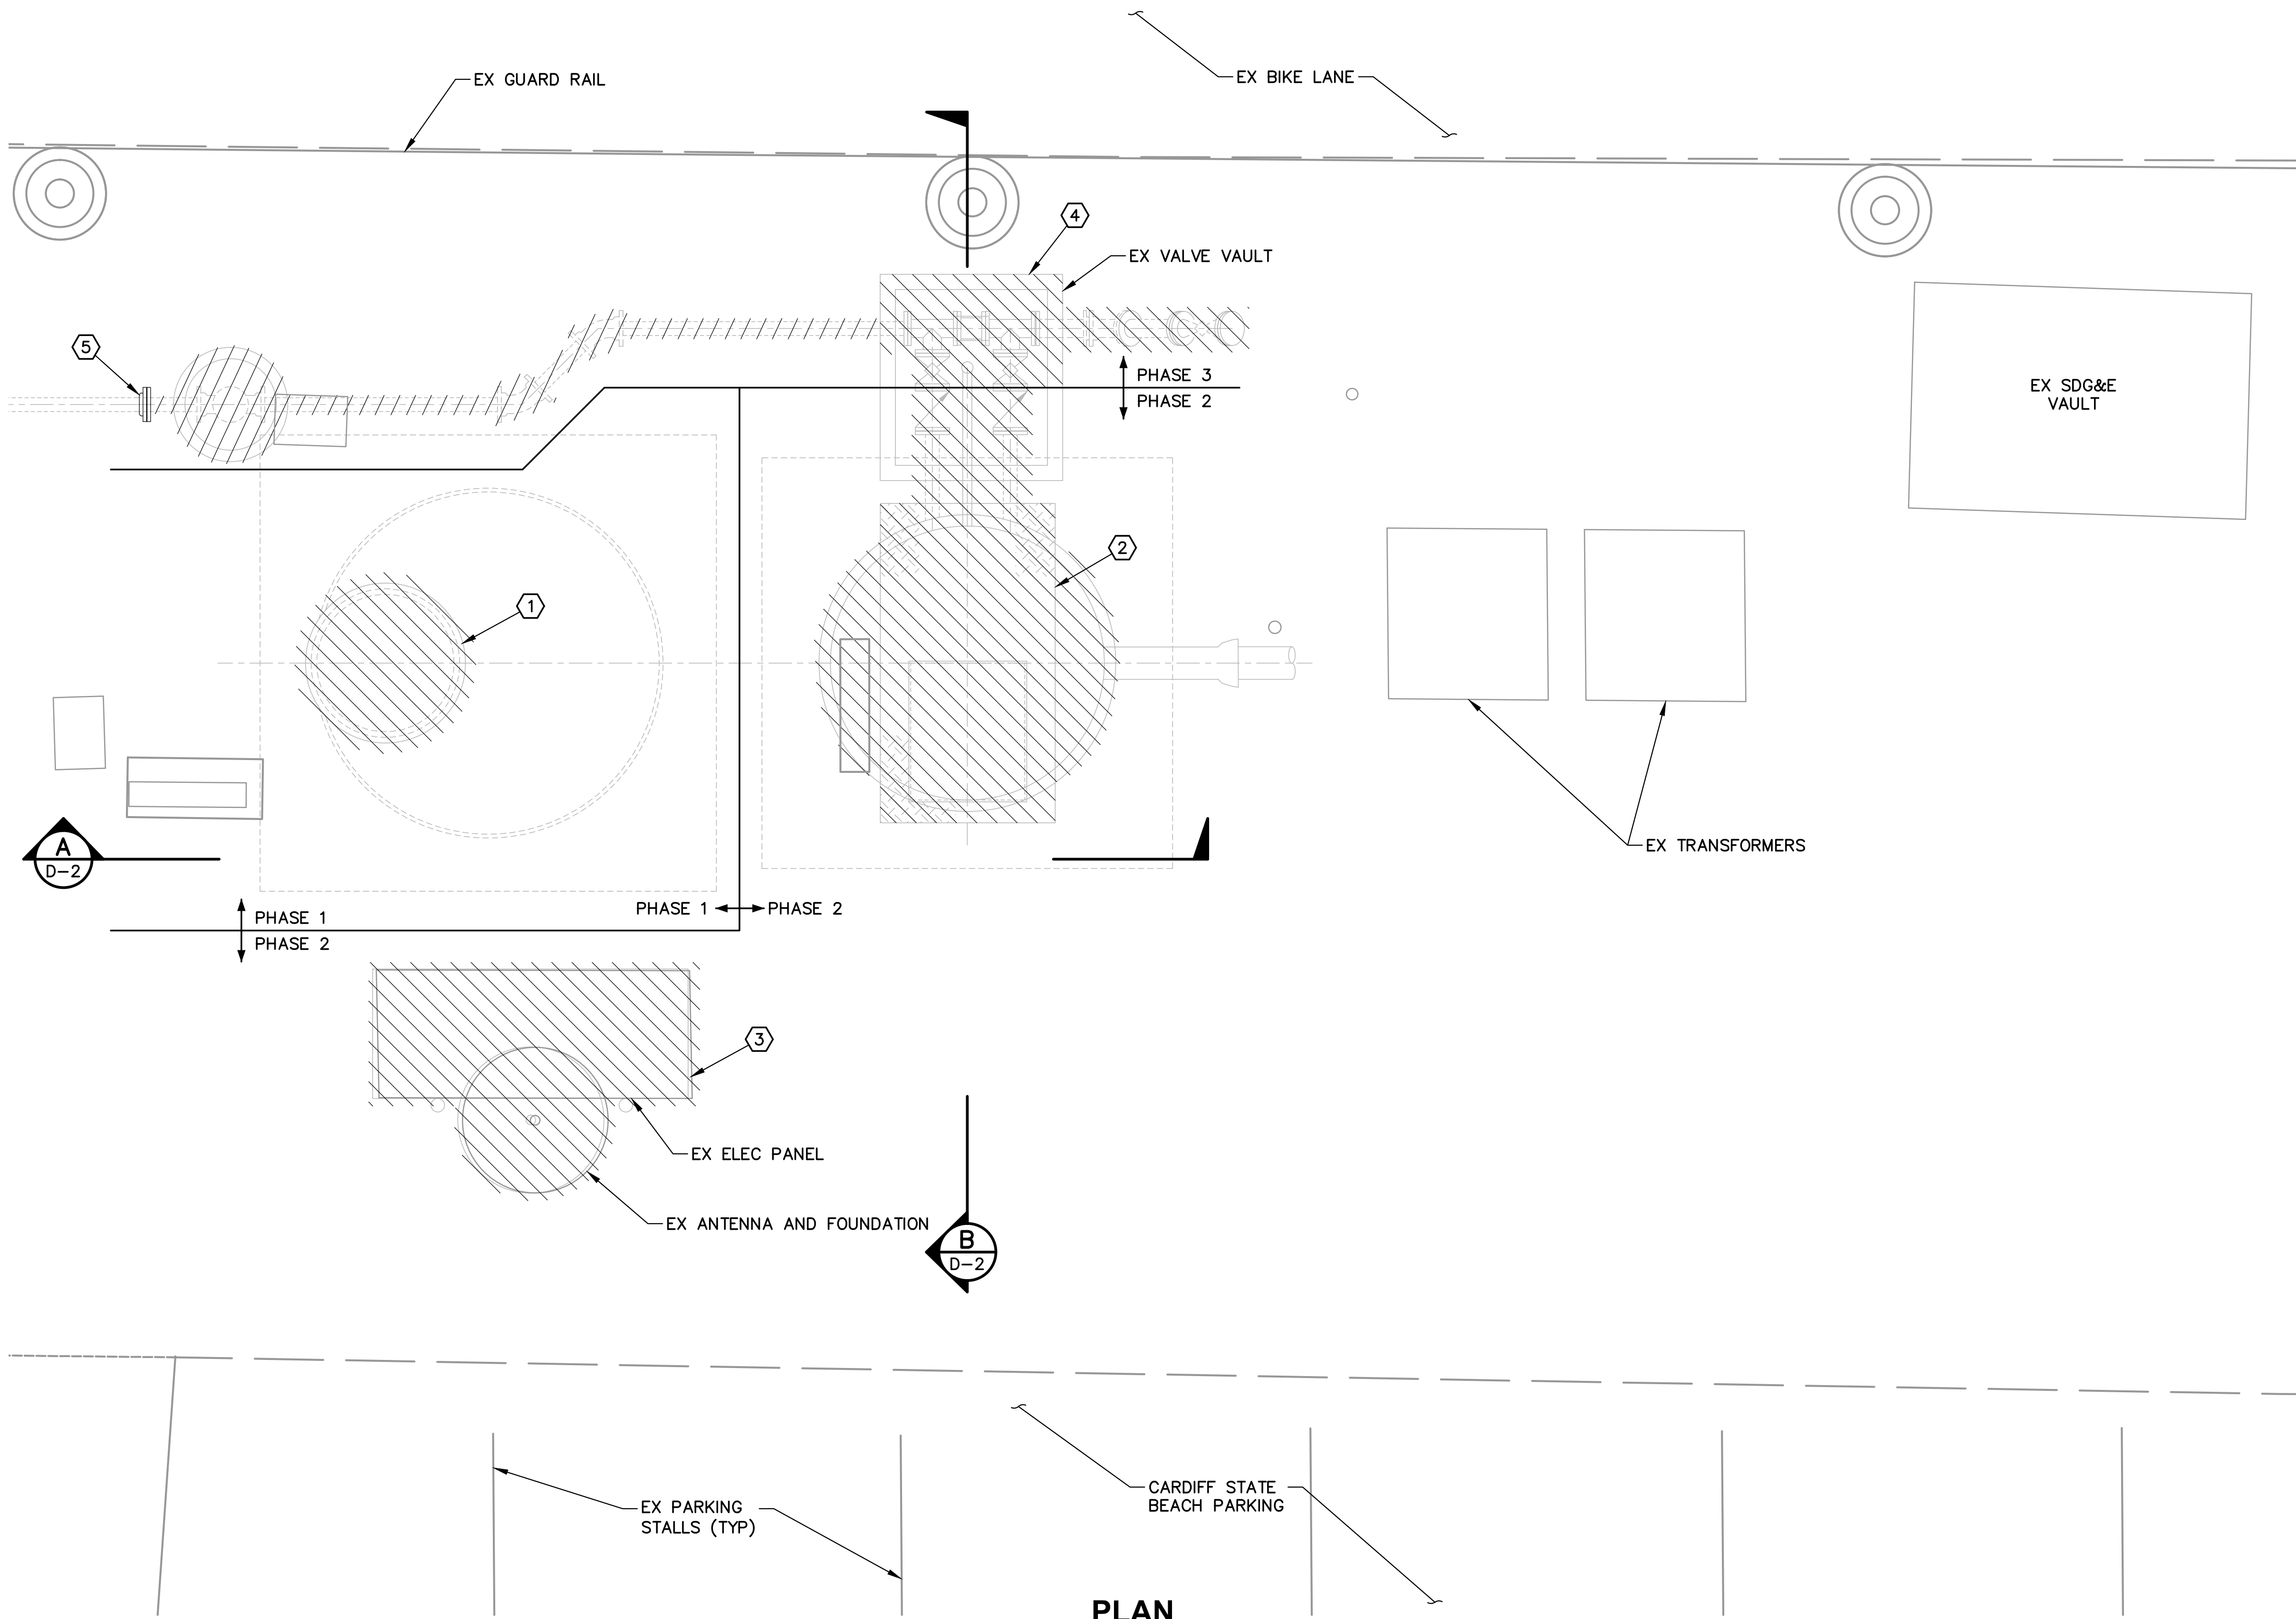 EX GUARD RAIL
EX BIKE LANE
4
EX VALVE VAULT
5
PHASE 3
PHASE 2
EX SDG&E
VAULT
2
1
EX TRANSFORMERS
A
D-2
PHASE 1
PHASE 2
PHASE 1
PHASE 2
3
EX ELEC PANEL
EX ANTENNA AND FOUNDATION
B
D-2
CARDIFF STATE
BEACH PARKING
EX PARKING
STALLS (TYP)
PLAN